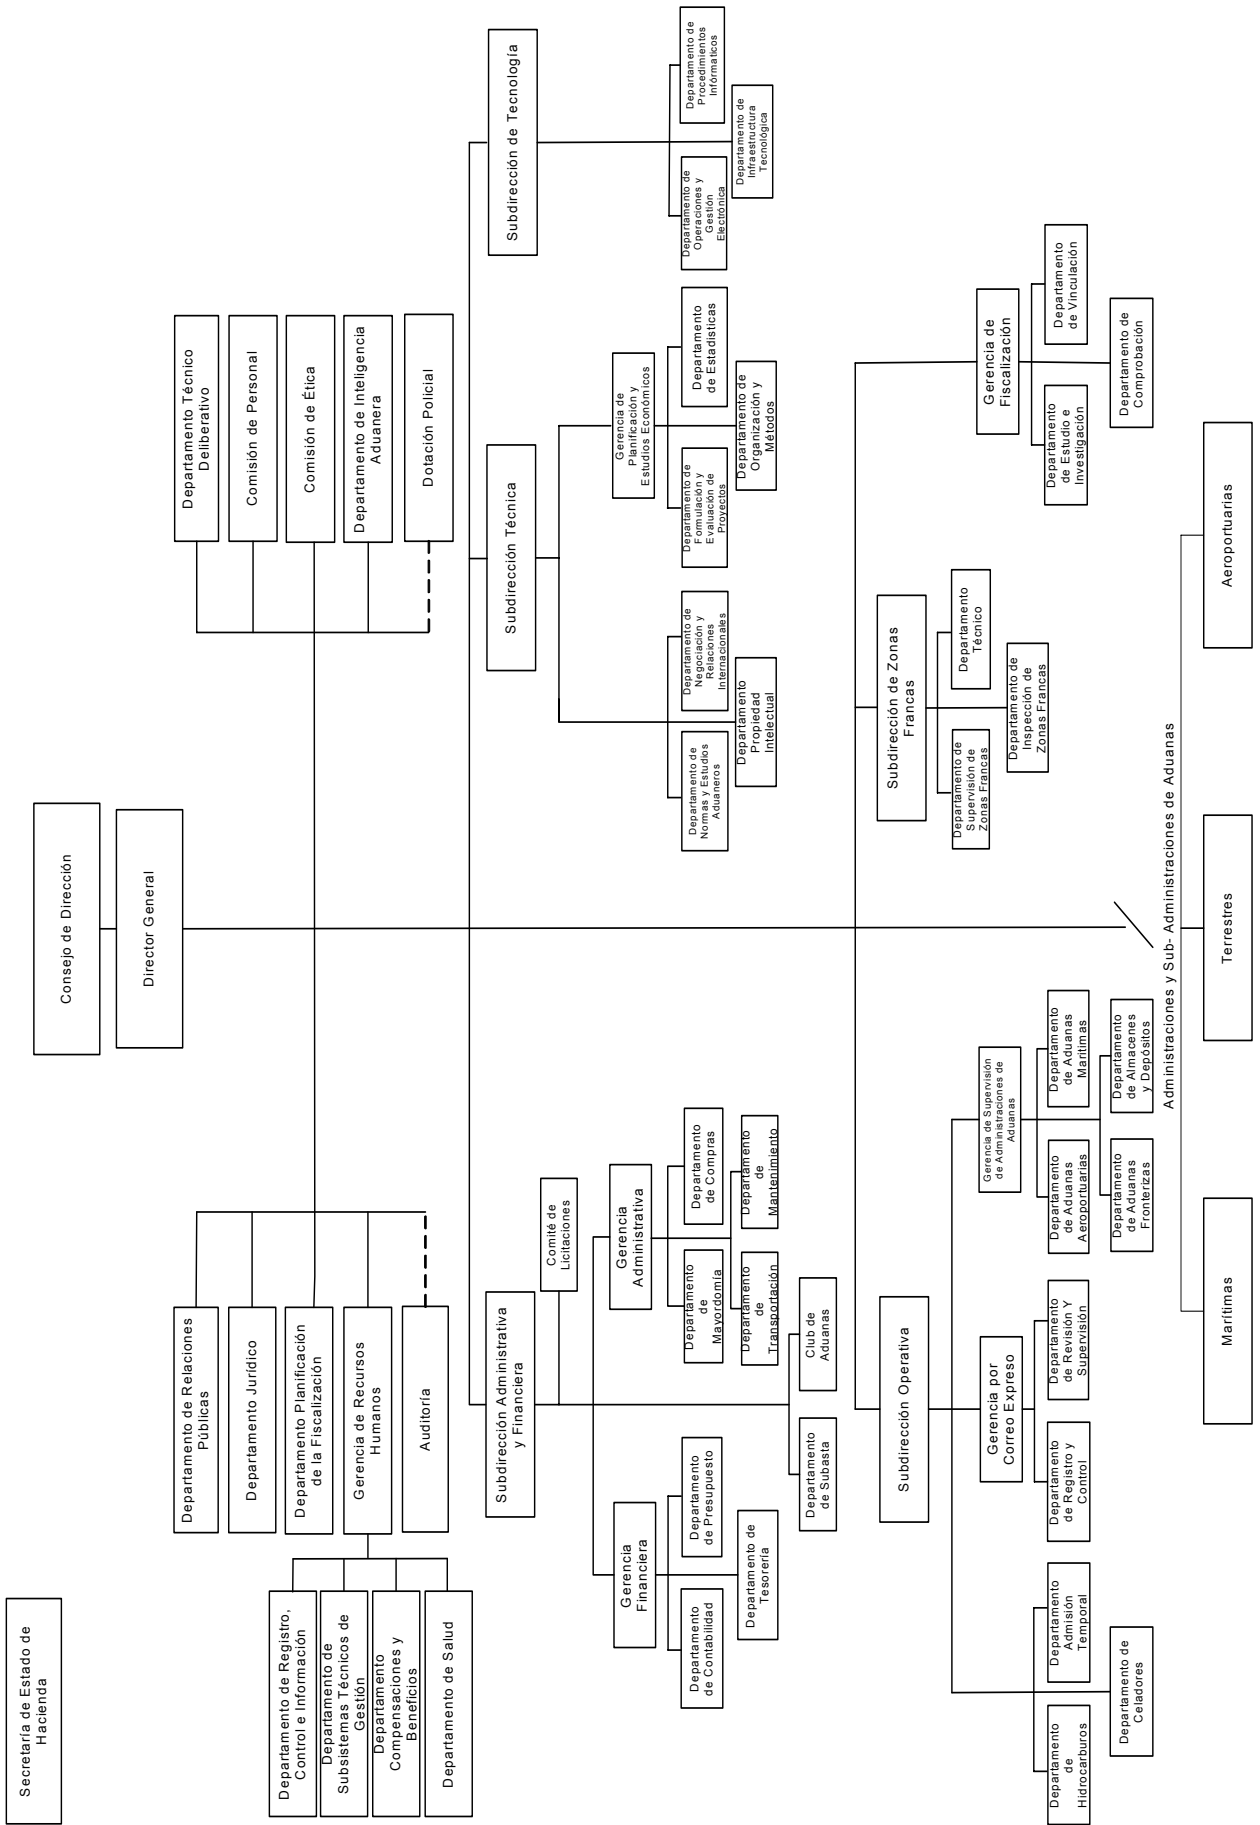 Secretaría de Estado de
Hacienda
Consejo de Dirección
Director General
Departamento de Relaciones
Públicas
Departamento Jurídico
Departamento Planificación
de la Fiscalización
Gerencia de Recursos
Humanos
Auditoría
Departamento de Registro,
Control e Información
Departamento de
Subsistemas Técnicos de
Gestión
Departamento
Compensaciones y
Beneficios
Departamento de Salud
Departamento Técnico
Deliberativo
Comisión de Personal
Comisión de Ética
Departamento de Inteligencia
Aduanera
Dotación Policial
Subdirección Administrativa
y Financiera
Comité de
Licitaciones
Gerencia
Financiera
Departamento
de Contabilidad
Departamento
de Presupuesto
Departamento de
Tesorería
Gerencia
Administrativa
Departamento
de
Mayordomía
Departamento
de Compras
Departamento
de
Transportación
Departamento
de
Mantenimiento
Departamento
de Subasta
Club de
Aduanas
Subdirección Técnica
Departamento de
Normas y Estudios
Aduaneros
Departamento de
Negociación y
Relaciones
Internacionales
Departamento
Propiedad
Intelectual
Gerencia de
Planificación y
Estudios Económicos
Departamento de
Formulación y
Evaluación de
Proyectos
Departamento
de Estadísticas
Departamento de
Organización y
Métodos
Subdirección de Tecnología
Departamento de
Operaciones y
Gestión
Electrónica
Departamento de
Procedimientos
Infórmaticos
Departamento de
Infraestructura
Tecnológica
Subdirección Operativa
Departamento
de
Hidrocarburos
Departamento
Admisión
Temporal
Departamento de
Celadores
Gerencia por
Correo Expreso
Departamento
de Registro y
Control
Departamento
de Revisión Y
Supervisión
Gerencia de Supervisión
de Administraciones de
Aduanas
Departamento
de Aduanas
Aeroportuarias
Departamento
de Aduanas
Marítimas
Departamento
de Aduanas
Fronterizas
Departamento
de Almacenes
y Depósitos
Subdirección de Zonas
Francas
Departamento de
Supervisión de
Zonas Francas
Departamento
Técnico
Departamento de
Inspección de
Zonas Francas
Gerencia de
Fiscalización
Departamento
de Estudio e
Investigación
Departamento
de Vinculación
Departamento de
Comprobación
Administraciones y Sub- Administraciones de Aduanas
Marítimas
Terrestres
Aeroportuarias